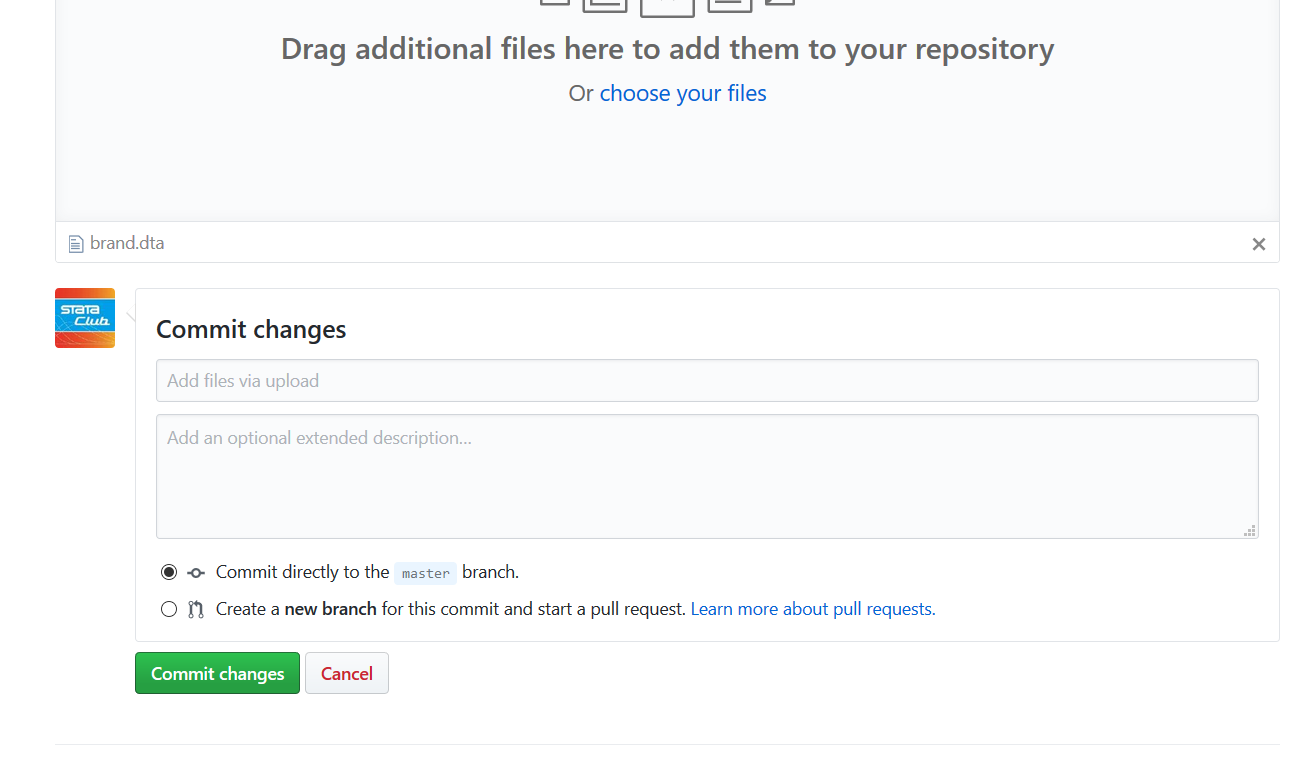 Drag additional files here to add them to your repository
Or choose your files
brand.dta
STATA
Club
Commit changes
Add files via upload
Add an optional extended description...
Commit directly to the master branch.
Create a new branch for this commit and start a pull request. Learn more about pull requests.
Commit changes Cancel